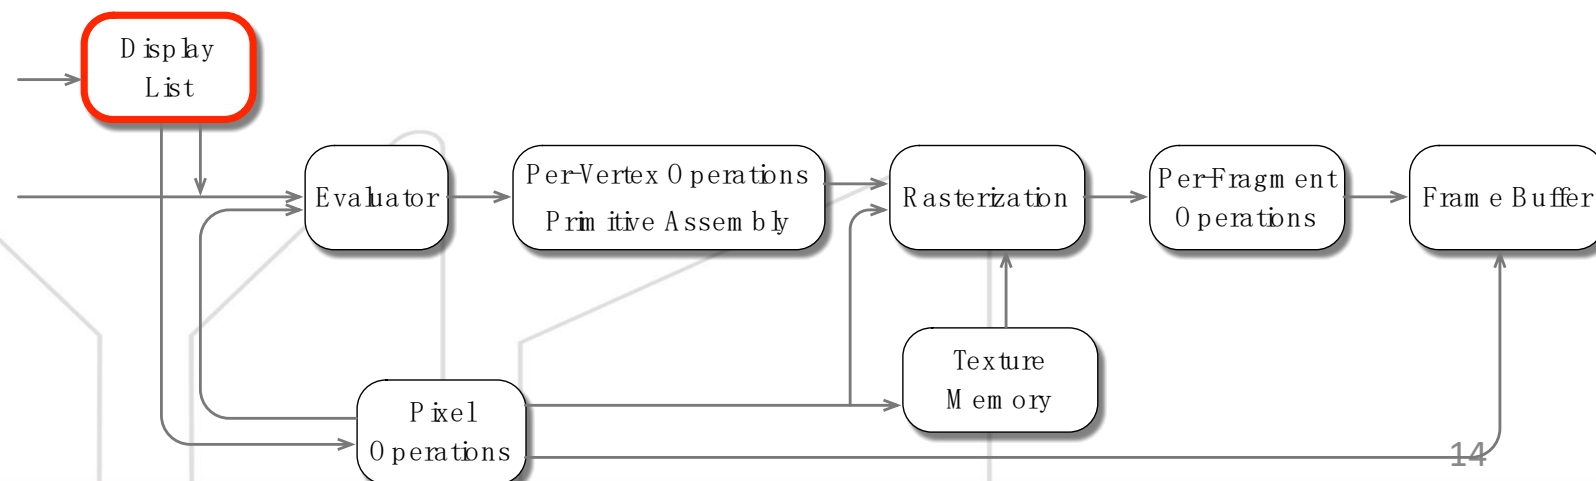 Display
List
Evaluator
Per-Vertex Operations
Primitive Assembly
Rasterization
Per-Fragment
Operations
Frame Buffer
Texture
Memory
Pixel
Operations
14